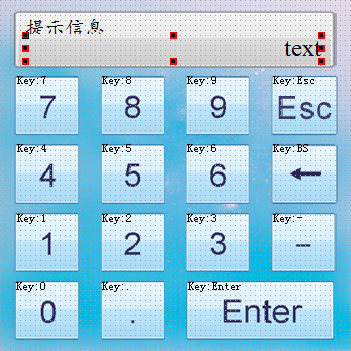 提示信息
text
Key:7 Key:8 Key:9 Key:Esc
7 8 9 Esc
Key:4 Key:5 Key:6 Key:BS
4 5 6 ←
Key:1 Key:2 Key:3 Key:-
1 2 3 -
Key:0 Key:. Key:Enter
0 . Enter